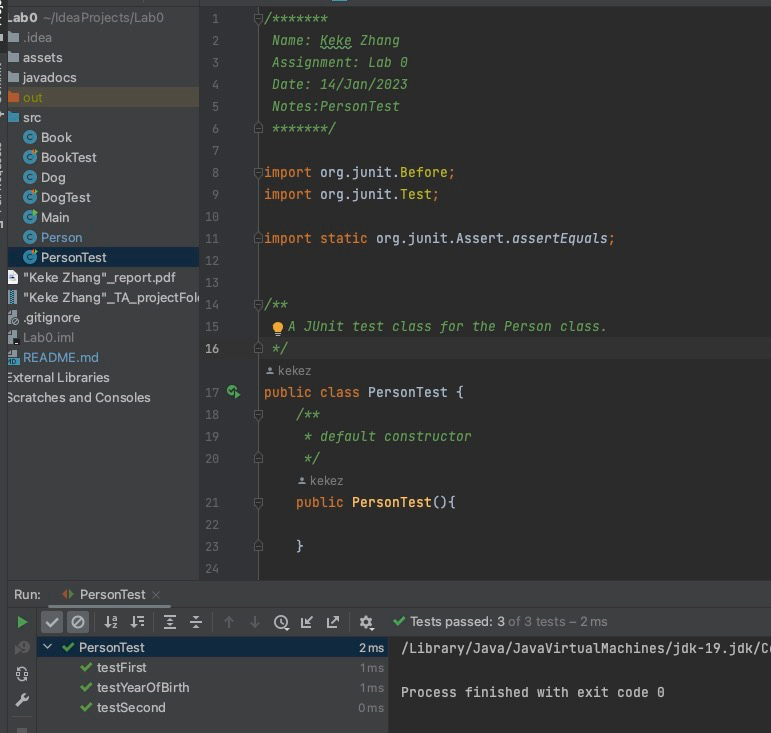 Lab0 ~/IdeaProjects/Lab0
.idea
assets
javadocs
out
src
Book
BookTest
Dog
DogTest
Main
Person
PersonTest
"Keke Zhang"_report.pdf
"Keke Zhang"_TA_projectFol
.gitignore
Lab0.iml
README.md
External Libraries
Scratches and Consoles
1 /*******
2 Name: Keke Zhang
3 Assignment: Lab 0
4 Date: 14/Jan/2023
5 Notes:PersonTest
6 *******/
7
8 import org.junit.Before;
9 import org.junit.Test;
10
11 import static org.junit.Assert.assertEquals;
12
13
14 /**
15 A JUnit test class for the Person class.
16 */
kekez
17 public class PersonTest {
18 /**
19 * default constructor
20 */
kekez
21 public PersonTest(){
22
23 }
24
Run: PersonTest
Tests passed: 3 of 3 tests – 2 ms
PersonTest 2 ms
testFirst 1 ms
testYearOfBirth 1 ms
testSecond 0 ms
/Library/Java/JavaVirtualMachines/jdk-19.jdk/Co
Process finished with exit code 0